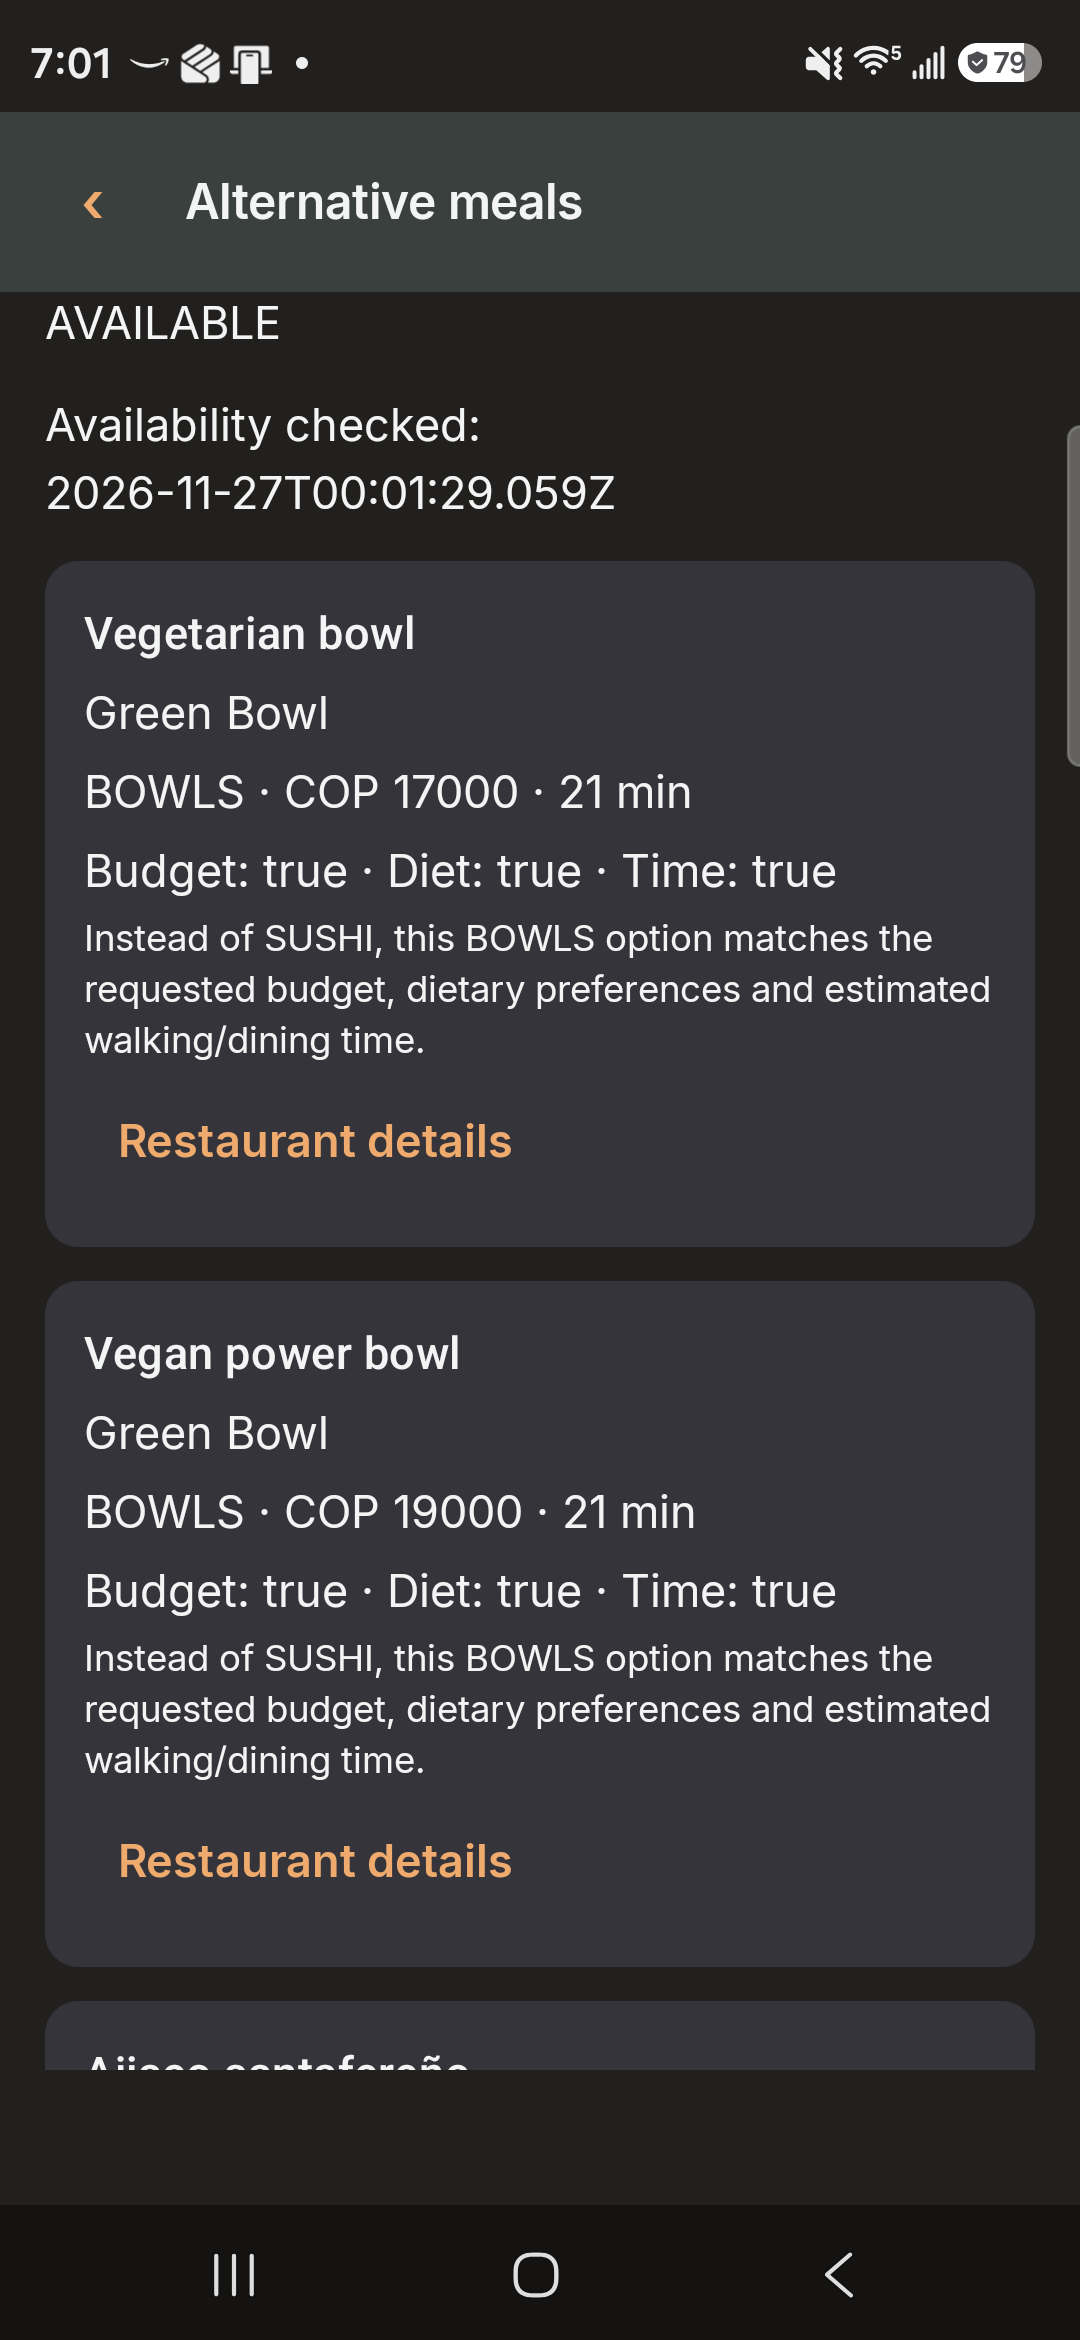 7:01
5
79
‹ Alternative meals
AVAILABLE
Availability checked:
2026-11-27T00:01:29.059Z
Vegetarian bowl
Green Bowl
BOWLS · COP 17000 · 21 min
Budget: true · Diet: true · Time: true
Instead of SUSHI, this BOWLS option matches the
requested budget, dietary preferences and estimated
walking/dining time.
Restaurant details
Vegan power bowl
Green Bowl
BOWLS · COP 19000 · 21 min
Budget: true · Diet: true · Time: true
Instead of SUSHI, this BOWLS option matches the
requested budget, dietary preferences and estimated
walking/dining time.
Restaurant details
Ajiaco santafereño